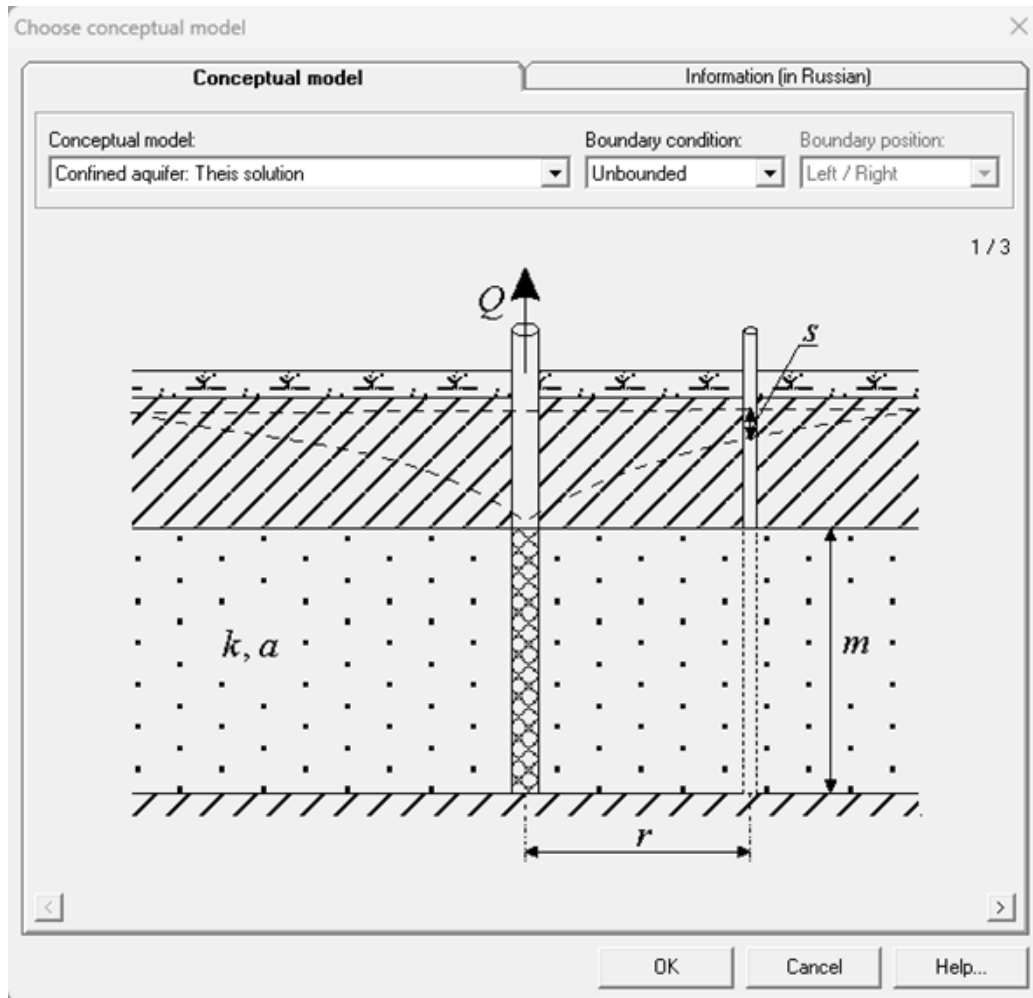 Choose conceptual model
Conceptual model
Information (in Russian)
Conceptual model:
Boundary condition:
Boundary position:
Confined aquifer: Theis solution
Unbounded
Left / Right
1 / 3
Q
s
k, a
m
r
<
>
OK
Cancel
Help...